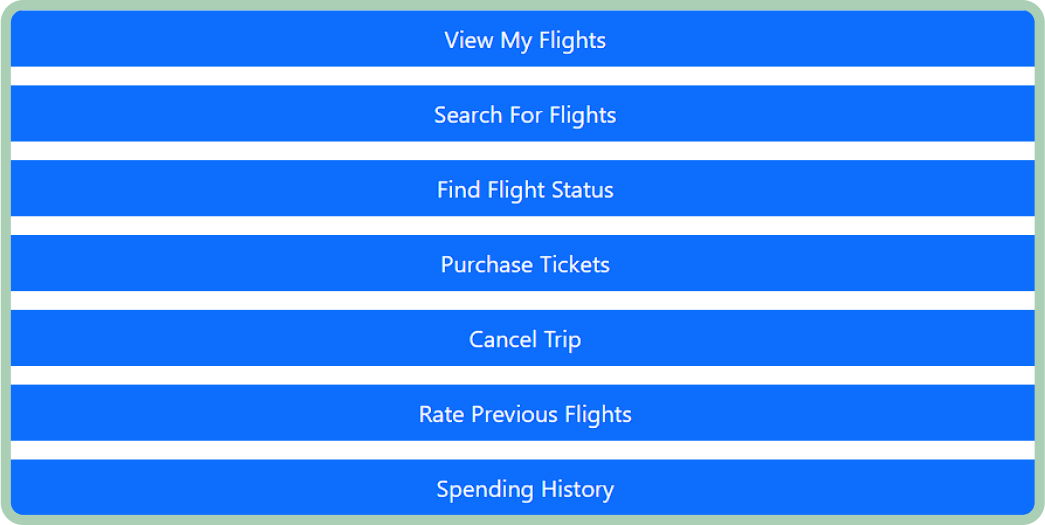 View My Flights
Search For Flights
Find Flight Status
Purchase Tickets
Cancel Trip
Rate Previous Flights
Spending History